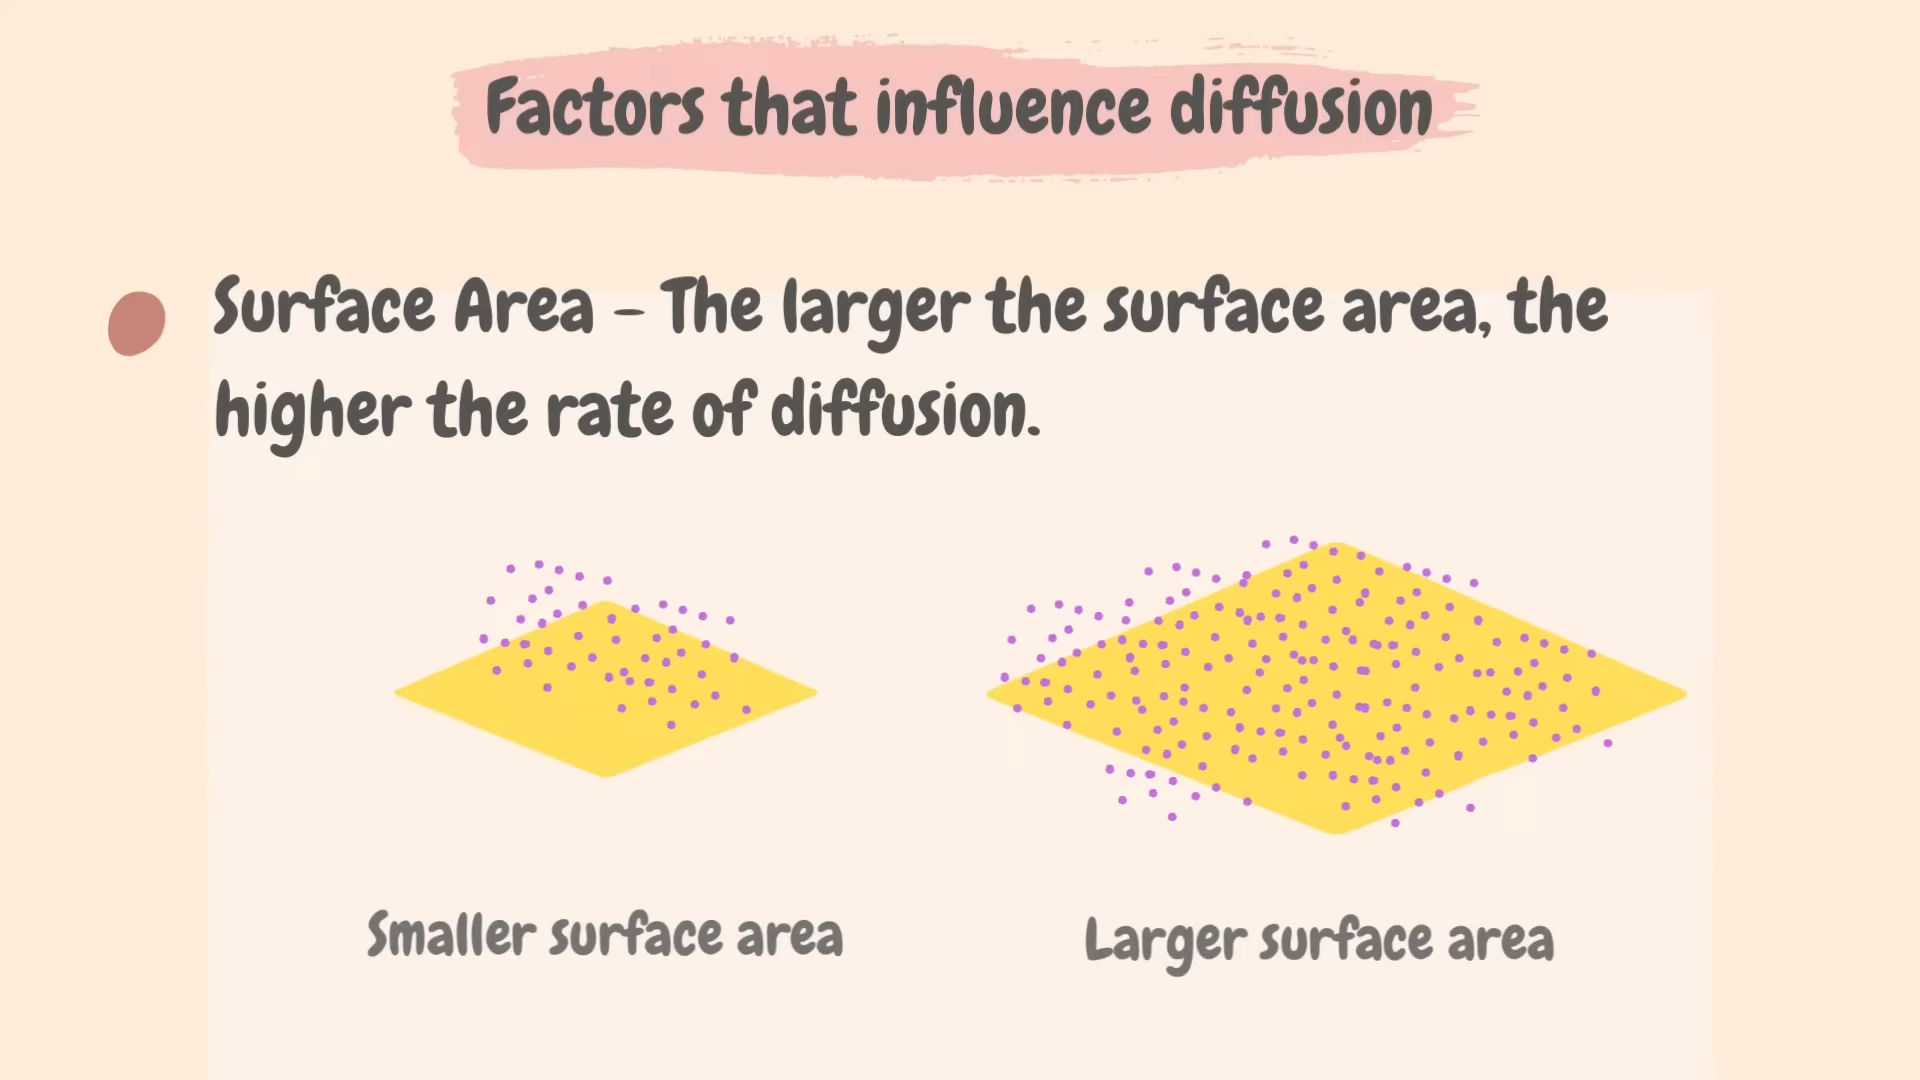 Factors that influence diffusion
Surface Area - The larger the surface area, the
higher the rate of diffusion.
Smaller surface area
Larger surface area